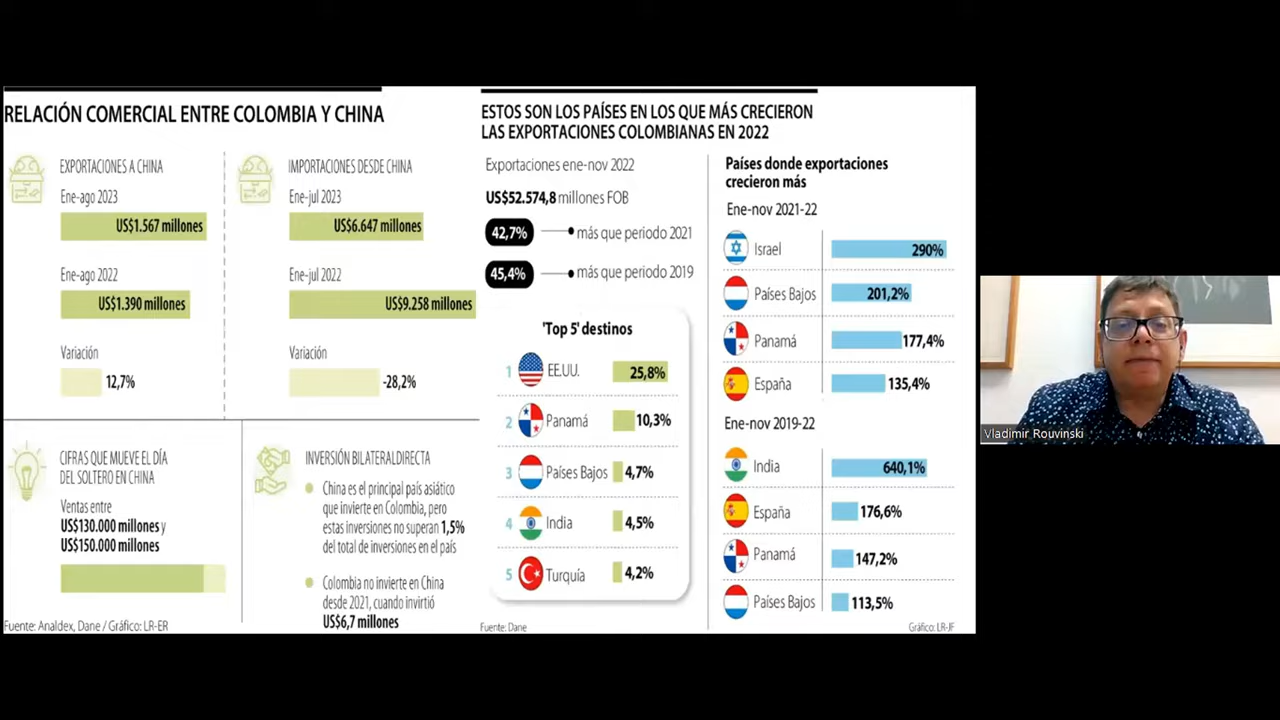 RELACIÓN COMERCIAL ENTRE COLOMBIA Y CHINA
EXPORTACIONES A CHINA
Ene-ago 2023
US$1.567 millones
Ene-ago 2022
US$1.390 millones
Variación
12,7%
IMPORTACIONES DESDE CHINA
Ene-jul 2023
US$6.647 millones
Ene-jul 2022
US$9.258 millones
Variación
-28,2%
CIFRAS QUE MUEVE EL DÍA
DEL SOLTERO EN CHINA
Ventas entre
US$130.000 millones y
US$150.000 millones
INVERSIÓN BILATERALDIRECTA
China es el principal país asiático
que invierte en Colombia, pero
estas inversiones no superan 1,5%
del total de inversiones en el país
Colombia no invierte en China
desde 2021, cuando invirtió
US$6,7 millones
Fuente: Analdex, Dane / Gráfico: LR-ER
ESTOS SON LOS PAÍSES EN LOS QUE MÁS CRECIERON
LAS EXPORTACIONES COLOMBIANAS EN 2022
Exportaciones ene-nov 2022
US$52.574,8 millones FOB
42,7% más que periodo 2021
45,4% más que periodo 2019
'Top 5' destinos
1 EE.UU. 25,8%
2 Panamá 10,3%
3 Países Bajos 4,7%
4 India 4,5%
5 Turquía 4,2%
Fuente: Dane
Países donde exportaciones
crecieron más
Ene-nov 2021-22
Israel 290%
Países Bajos 201,2%
Panamá 177,4%
España 135,4%
Ene-nov 2019-22
India 640,1%
España 176,6%
Panamá 147,2%
Países Bajos 113,5%
Gráfico: LR-JF
Vladimir Rouvinski